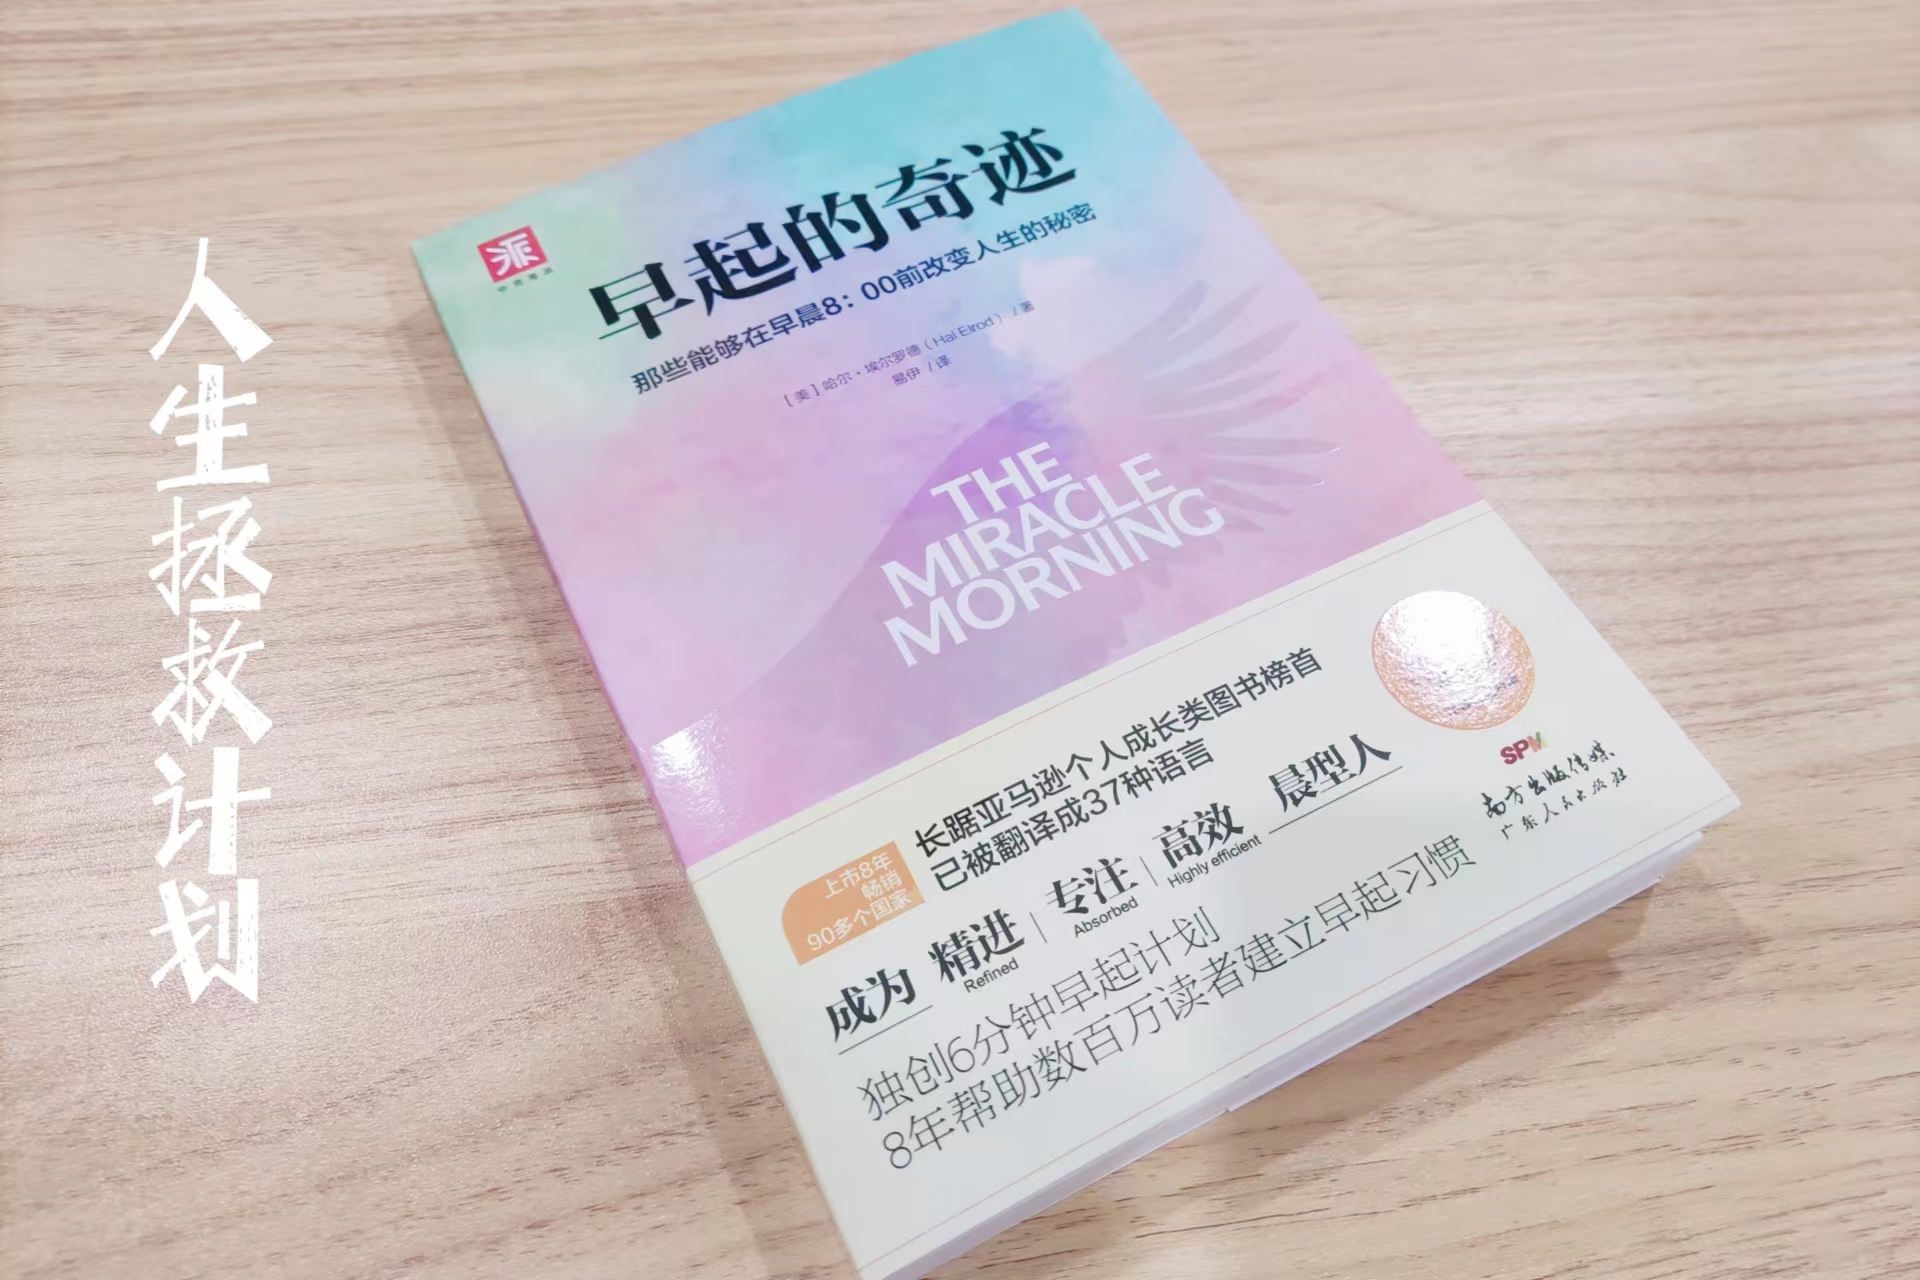 人生拯救计划
派
早起的奇迹
那些能够在早晨8：00前改变人生的秘密
［美］哈尔·埃尔罗德（Hal Elrod）/著
易伊 /译
THE
MIRACLE
MORNING
长踞亚马逊个人成长类图书榜首
已被翻译成37种语言
上市8年
畅销
90多个国家
成为 精进 | 专注 | 高效 晨型人
Refined Absorbed Highly efficient
独创6分钟早起计划
8年帮助数百万读者建立早起习惯
SPM
南方出版传媒
广东人民出版社